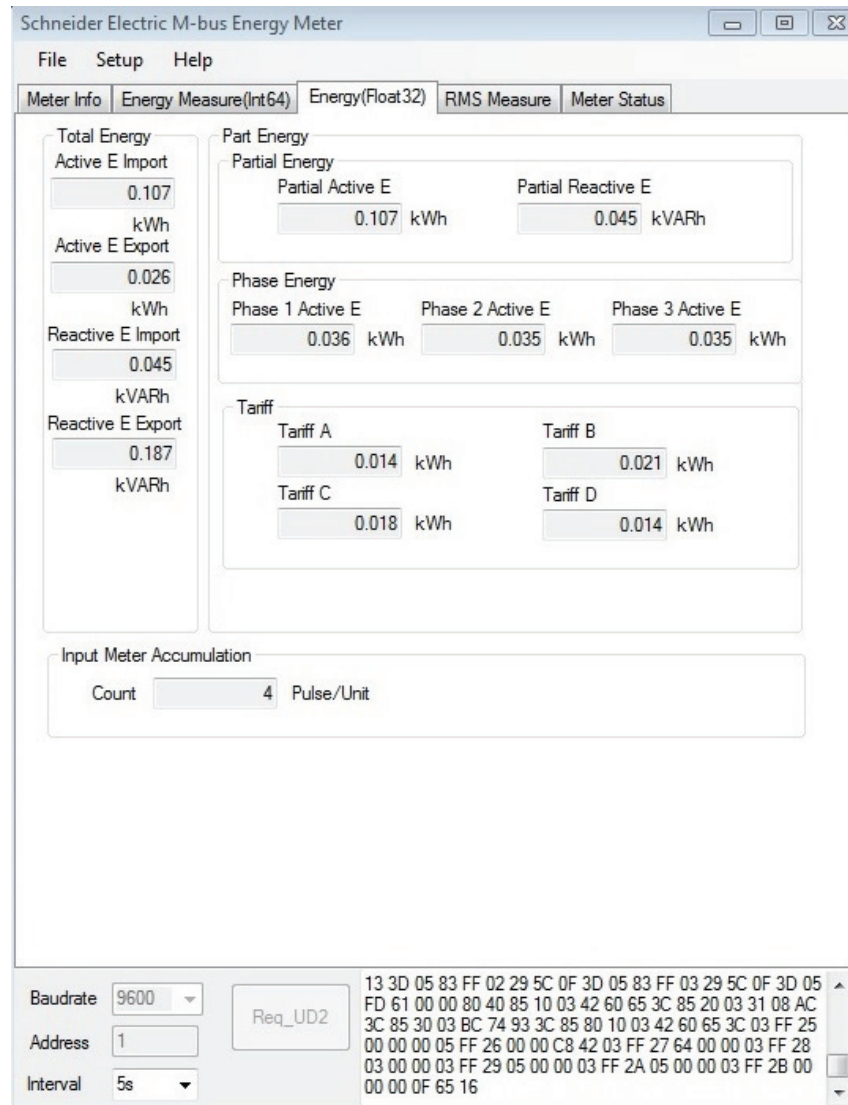 Schneider Electric M-bus Energy Meter
File Setup Help
Meter Info Energy Measure(Int64) Energy(Float32) RMS Measure Meter Status
Total Energy
Active E Import
0.107
kWh
Active E Export
0.026
kWh
Reactive E Import
0.045
kVARh
Reactive E Export
0.187
kVARh
Part Energy
Partial Energy
Partial Active E Partial Reactive E
0.107 kWh 0.045 kVARh
Phase Energy
Phase 1 Active E Phase 2 Active E Phase 3 Active E
0.036 kWh 0.035 kWh 0.035 kWh
Tariff
Tariff A Tariff B
0.014 kWh 0.021 kWh
Tariff C Tariff D
0.018 kWh 0.014 kWh
Input Meter Accumulation
Count 4 Pulse/Unit
Baudrate 9600
Address 1
Interval 5s
Req_UD2
13 3D 05 83 FF 02 29 5C 0F 3D 05 83 FF 03 29 5C 0F 3D 05
FD 61 00 00 80 40 85 10 03 42 60 65 3C 85 20 03 31 08 AC
3C 85 30 03 BC 74 93 3C 85 80 10 03 42 60 65 3C 03 FF 25
00 00 00 05 FF 26 00 00 C8 42 03 FF 27 64 00 00 03 FF 28
03 00 00 03 FF 29 05 00 00 03 FF 2A 05 00 00 03 FF 2B 00
00 00 0F 65 16